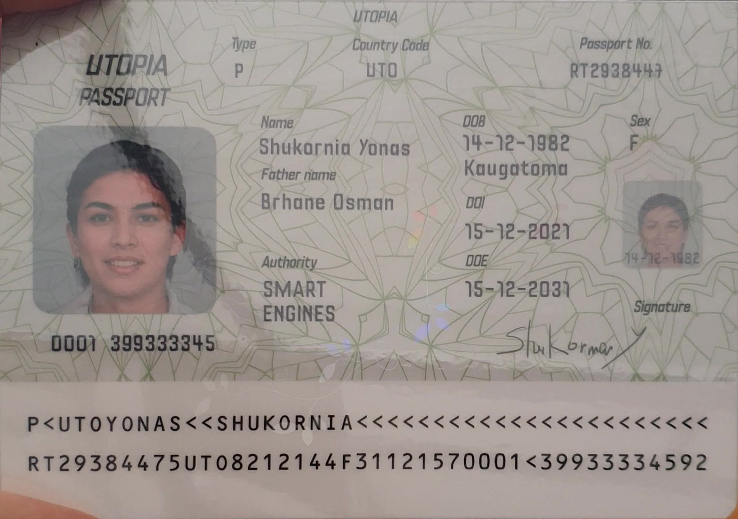 UTOPIA
UTOPIA
PASSPORT
Type
P
Country Code
UTO
Passport No.
RT2938447
Name
Shukornia Yonas
Father name
Brhane Osman
Authority
SMART
ENGINES
DOB
14-12-1982
Kaugatoma
DOI
15-12-2021
DOE
15-12-2031
Sex
F
14-12-1982
Signature
ShuKornar Y
0001 399333345
P<UTOYONAS<<SHUKORNIA<<<<<<<<<<<<<<<<<<<<<<<
RT29384475UTO8212144F31121570001<39933334592